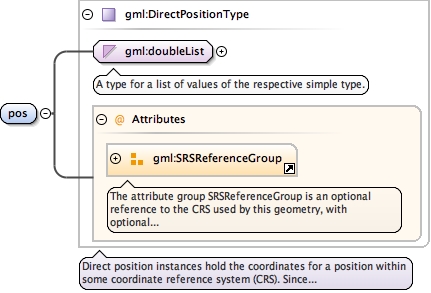 gml:DirectPositionType
gml:doubleList
A type for a list of values of the respective simple type.
pos
@ Attributes
gml:SRSReferenceGroup
The attribute group SRSReferenceGroup is an optional
reference to the CRS used by this geometry, with
optional...
Direct position instances hold the coordinates for a position within
some coordinate reference system (CRS). Since...